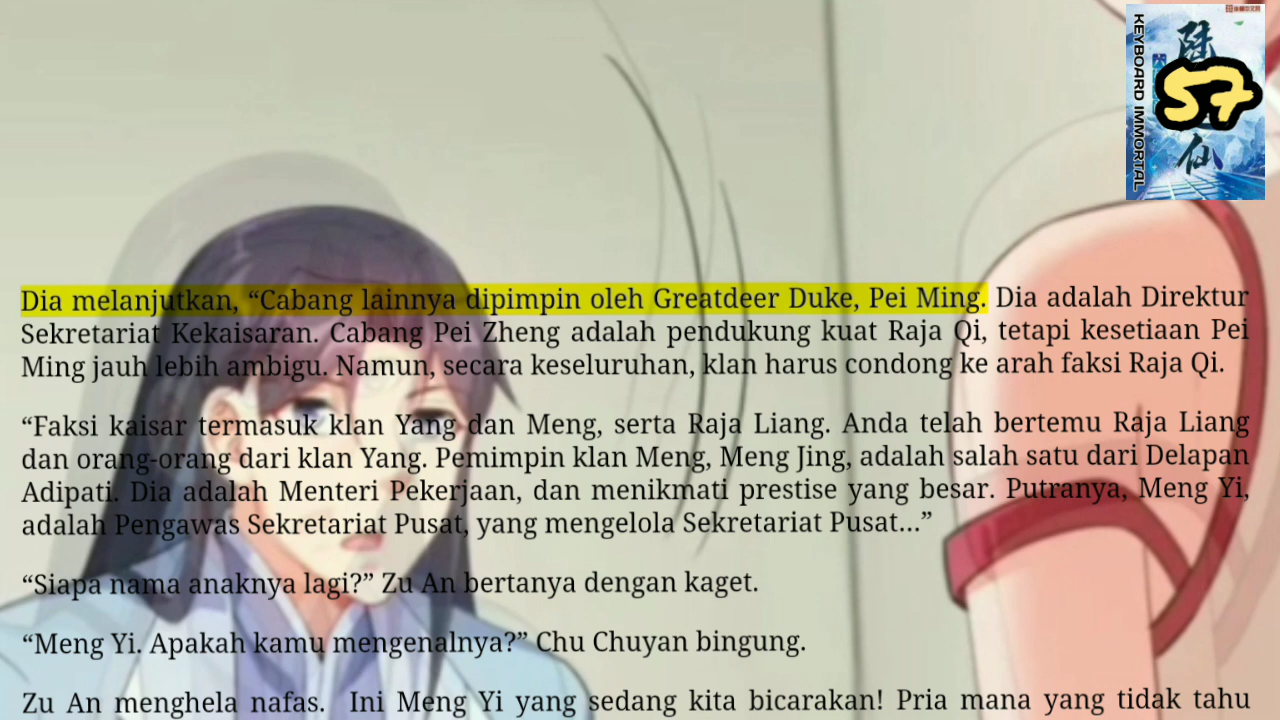 KEYBOARD IMMORTAL
57
仙
Dia melanjutkan, “Cabang lainnya dipimpin oleh Greatdeer Duke, Pei Ming. Dia adalah Direktur
Sekretariat Kekaisaran. Cabang Pei Zheng adalah pendukung kuat Raja Qi, tetapi kesetiaan Pei
Ming jauh lebih ambigu. Namun, secara keseluruhan, klan harus condong ke arah faksi Raja Qi.
“Faksi kaisar termasuk klan Yang dan Meng, serta Raja Liang. Anda telah bertemu Raja Liang
dan orang-orang dari klan Yang. Pemimpin klan Meng, Meng Jing, adalah salah satu dari Delapan
Adipati. Dia adalah Menteri Pekerjaan, dan menikmati prestise yang besar. Putranya, Meng Yi,
adalah Pengawas Sekretariat Pusat, yang mengelola Sekretariat Pusat...”
“Siapa nama anaknya lagi?” Zu An bertanya dengan kaget.
“Meng Yi. Apakah kamu mengenalnya?” Chu Chuyan bingung.
Zu An menghela nafas. Ini Meng Yi yang sedang kita bicarakan! Pria mana yang tidak tahu